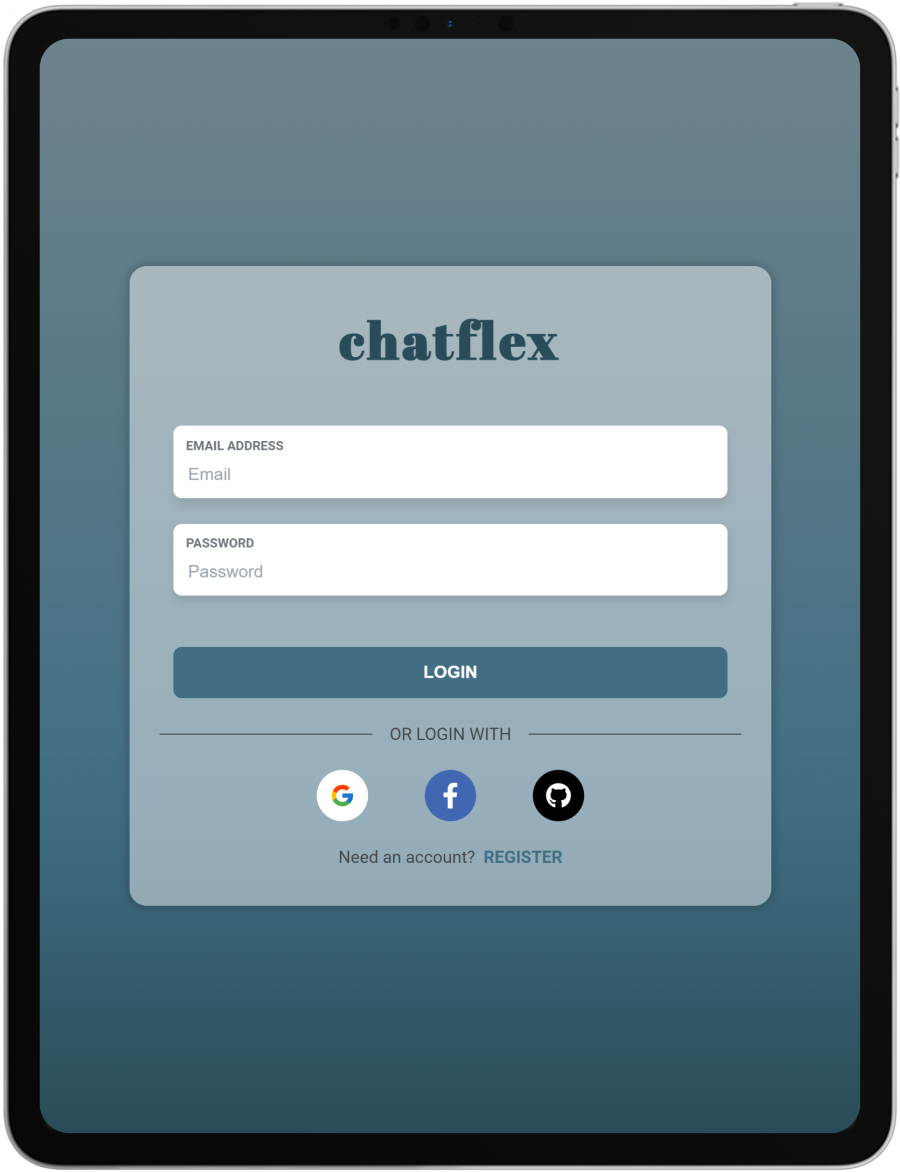 chatflex
EMAIL ADDRESS
Email
PASSWORD
Password
LOGIN
OR LOGIN WITH
Need an account? REGISTER